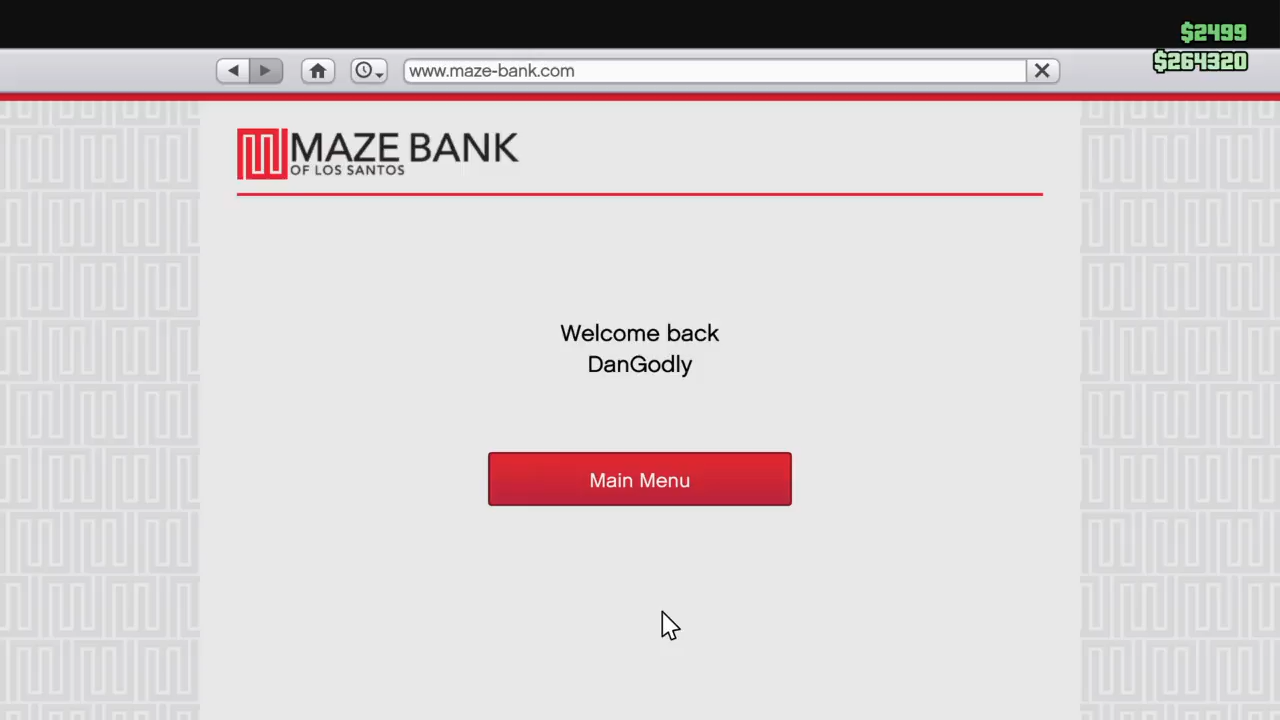 $2499
$264320
www.maze-bank.com
MAZE BANK
OF LOS SANTOS
Welcome back
DanGodly
Main Menu